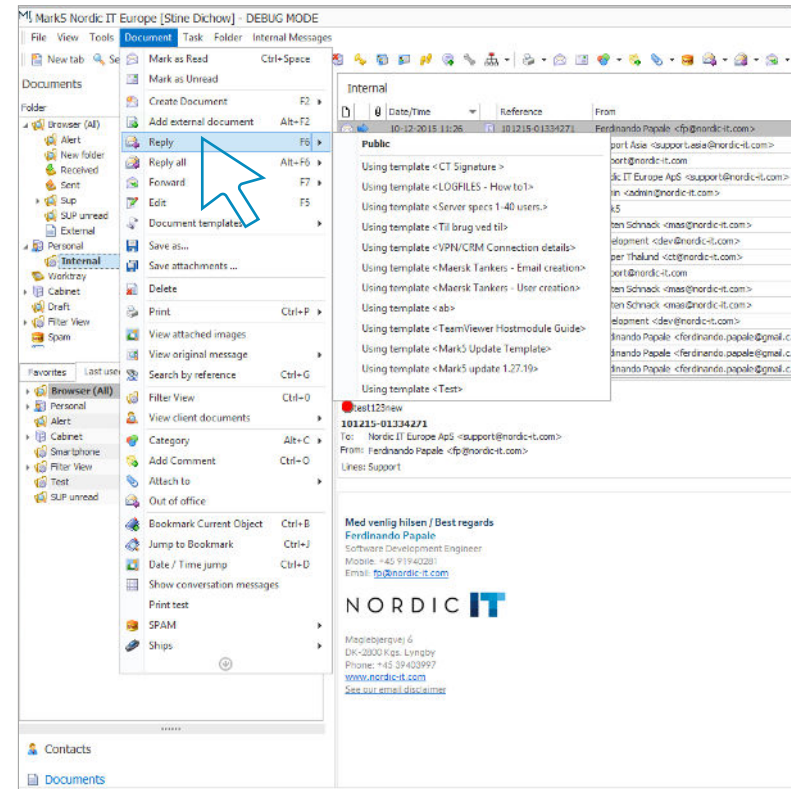 Mark5 Nordic IT Europe [Stine Dichow] - DEBUG MODE
File View Tools Document Task Folder Internal Messages
New tab Se
Documents
Folder
Browser (All)
Alert
New folder
Received
Sent
Sup
SUP unread
External
Personal
Internal
Worktray
Cabinet
Draft
Filter View
Spam
Favorites Last use
Browser (All)
Personal
Alert
Cabinet
Smartphone
Filter View
Test
SUP unread
Contacts
Documents
Mark as Read Ctrl+Space
Mark as Unread
Create Document F2
Add external document Alt+F2
Reply F6
Reply all Alt+F6
Forward F7
Edit F5
Document templates
Save as...
Save attachments ...
Delete
Print Ctrl+P
View attached images
View original message
Search by reference Ctrl+G
Filter View Ctrl+0
View client documents
Category Alt+C
Add Comment Ctrl+O
Attach to
Out of office
Bookmark Current Object Ctrl+B
Jump to Bookmark Ctrl+J
Date / Time jump Ctrl+D
Show conversation messages
Print test
SPAM
Ships
Internal
Date/Time Reference From
10-12-2015 11:26 101215-01334271 Ferdinando Papale <fp@nordic-it.com>
Public
Using template <CT Signature >
Using template <LOGFILES - How to1>
Using template <Server specs 1-40 users.>
Using template <Til brug ved til>
Using template <VPN/CRM Connection details>
Using template <Maersk Tankers - Email creation>
Using template <Maersk Tankers - User creation>
Using template <ab>
Using template <TeamViewer Hostmodule Guide>
Using template <Mark5 Update Template>
Using template <Mark5 update 1.27.19>
Using template <Test>
port Asia <support.asia@nordic-it.com>
port@nordic-it.com
dic IT Europe ApS <support@nordic-it.com>
in <admin@nordic-it.com>
k5
ten Schnack <mas@nordic-it.com>
elopment <dev@nordic-it.com>
per Thalund <ct@nordic-it.com>
port@nordic-it.com
ten Schnack <mas@nordic-it.com>
ten Schnack <mas@nordic-it.com>
elopment <dev@nordic-it.com>
dinando Papale <ferdinando.papale@gmail.c
dinando Papale <ferdinando.papale@gmail.c
dinando Papale <ferdinando.papale@gmail.c
test123new
101215-01334271
To: Nordic IT Europe ApS <support@nordic-it.com>
From: Ferdinando Papale <fp@nordic-it.com>
Lines: Support
Med venlig hilsen / Best regards
Ferdinando Papale
Software Development Engineer
Mobile: +45 91940281
Email: fp@nordic-it.com
NORDIC IT
Maglebjergvej 6
DK-2800 Kgs. Lyngby
Phone: +45 39403997
www.nordic-it.com
See our email disclaimer